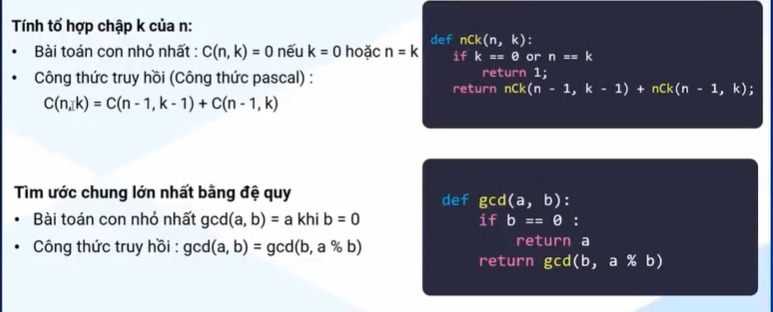 Tính tổ hợp chập k của n:
• Bài toán con nhỏ nhất : C(n, k) = 0 nếu k = 0 hoặc n = k
• Công thức truy hồi (Công thức pascal) :
C(n, k) = C(n - 1, k - 1) + C(n - 1, k)
def nCk(n, k):
if k == 0 or n == k
return 1;
return nCk(n - 1, k - 1) + nCk(n - 1, k);
Tìm ước chung lớn nhất bằng đệ quy
• Bài toán con nhỏ nhất gcd(a, b) = a khi b = 0
• Công thức truy hồi : gcd(a, b) = gcd(b, a % b)
def gcd(a, b):
if b == 0 :
return a
return gcd(b, a % b)